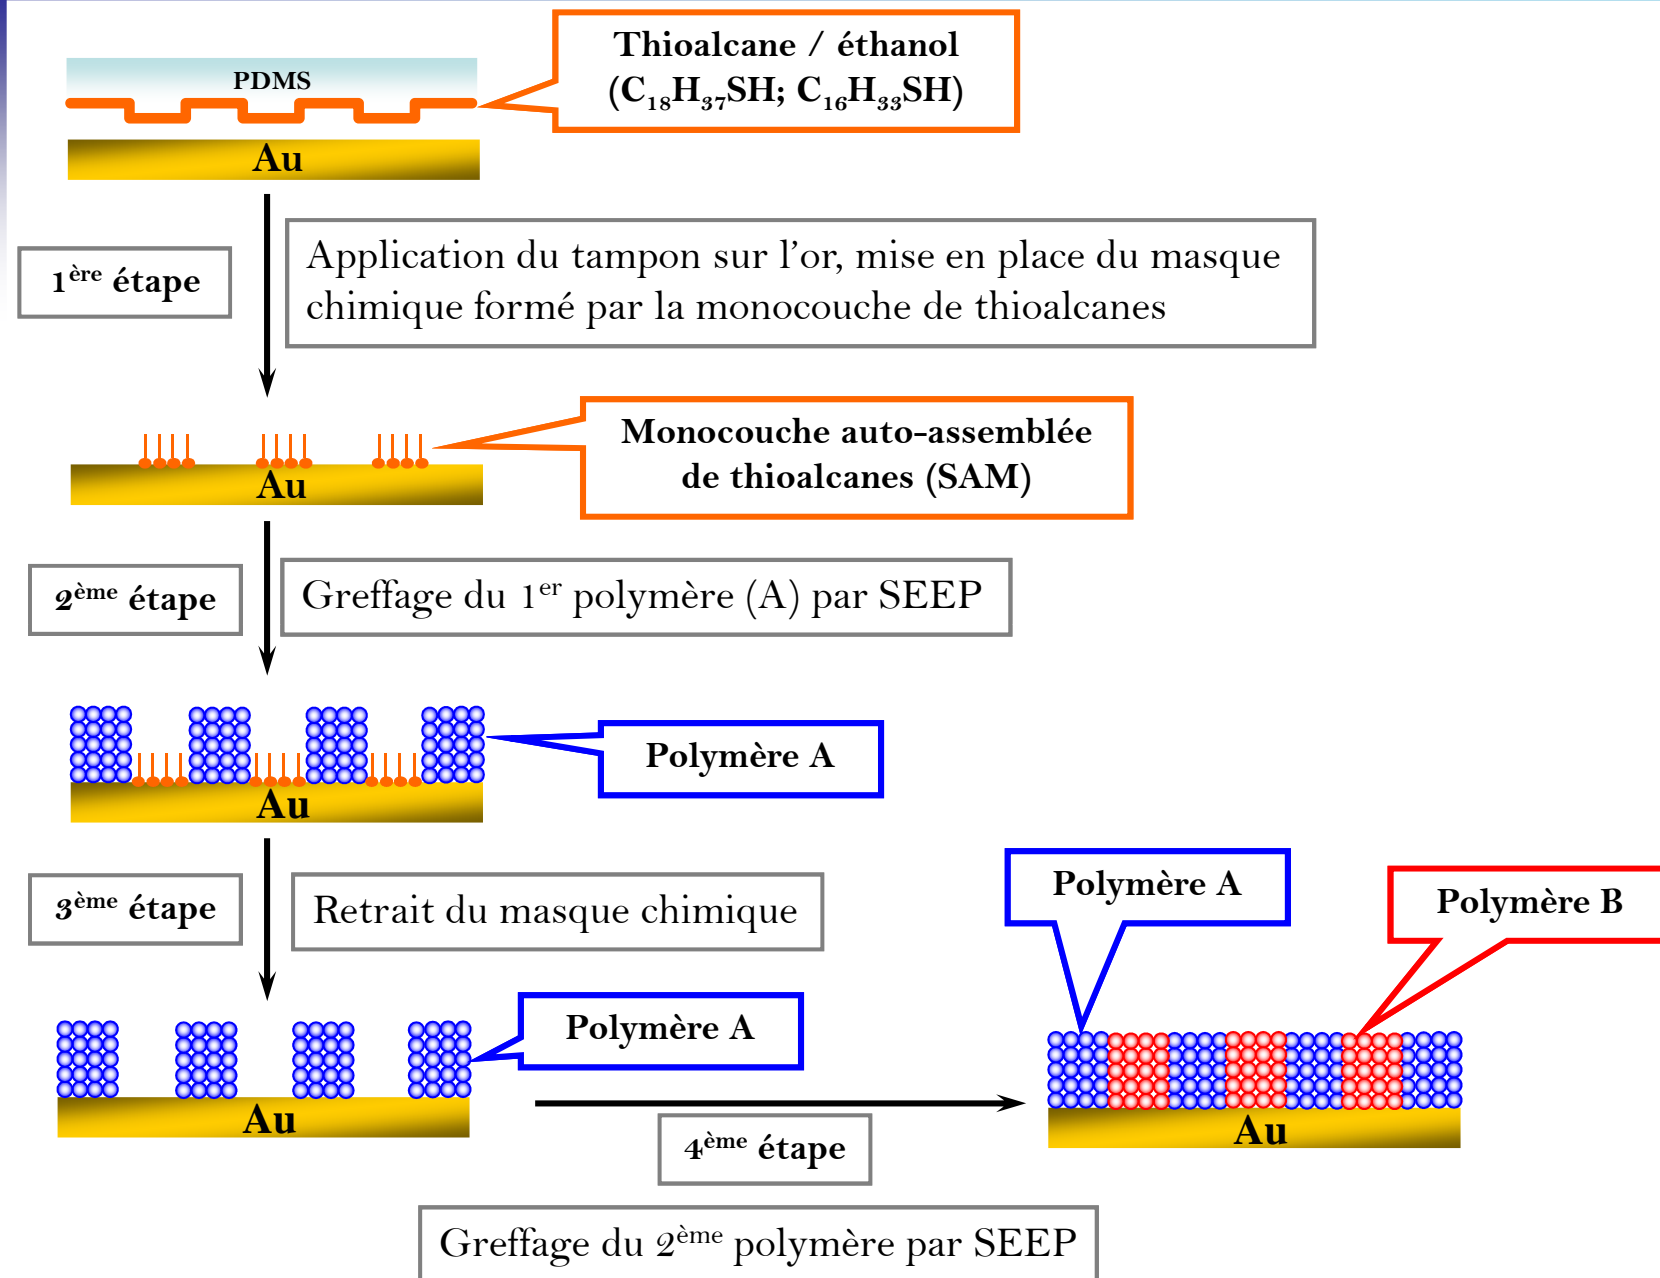 Thioalcane / éthanol
(C₁₈H₃₇SH; C₁₆H₃₃SH)
PDMS
Au
1ère étape
Application du tampon sur l’or, mise en place du masque
chimique formé par la monocouche de thioalcanes
Monocouche auto-assemblée
de thioalcanes (SAM)
Au
2ème étape
Greffage du 1er polymère (A) par SEEP
Polymère A
Au
3ème étape
Retrait du masque chimique
Polymère A
Polymère B
Polymère A
Au
Au
4ème étape
Greffage du 2ème polymère par SEEP